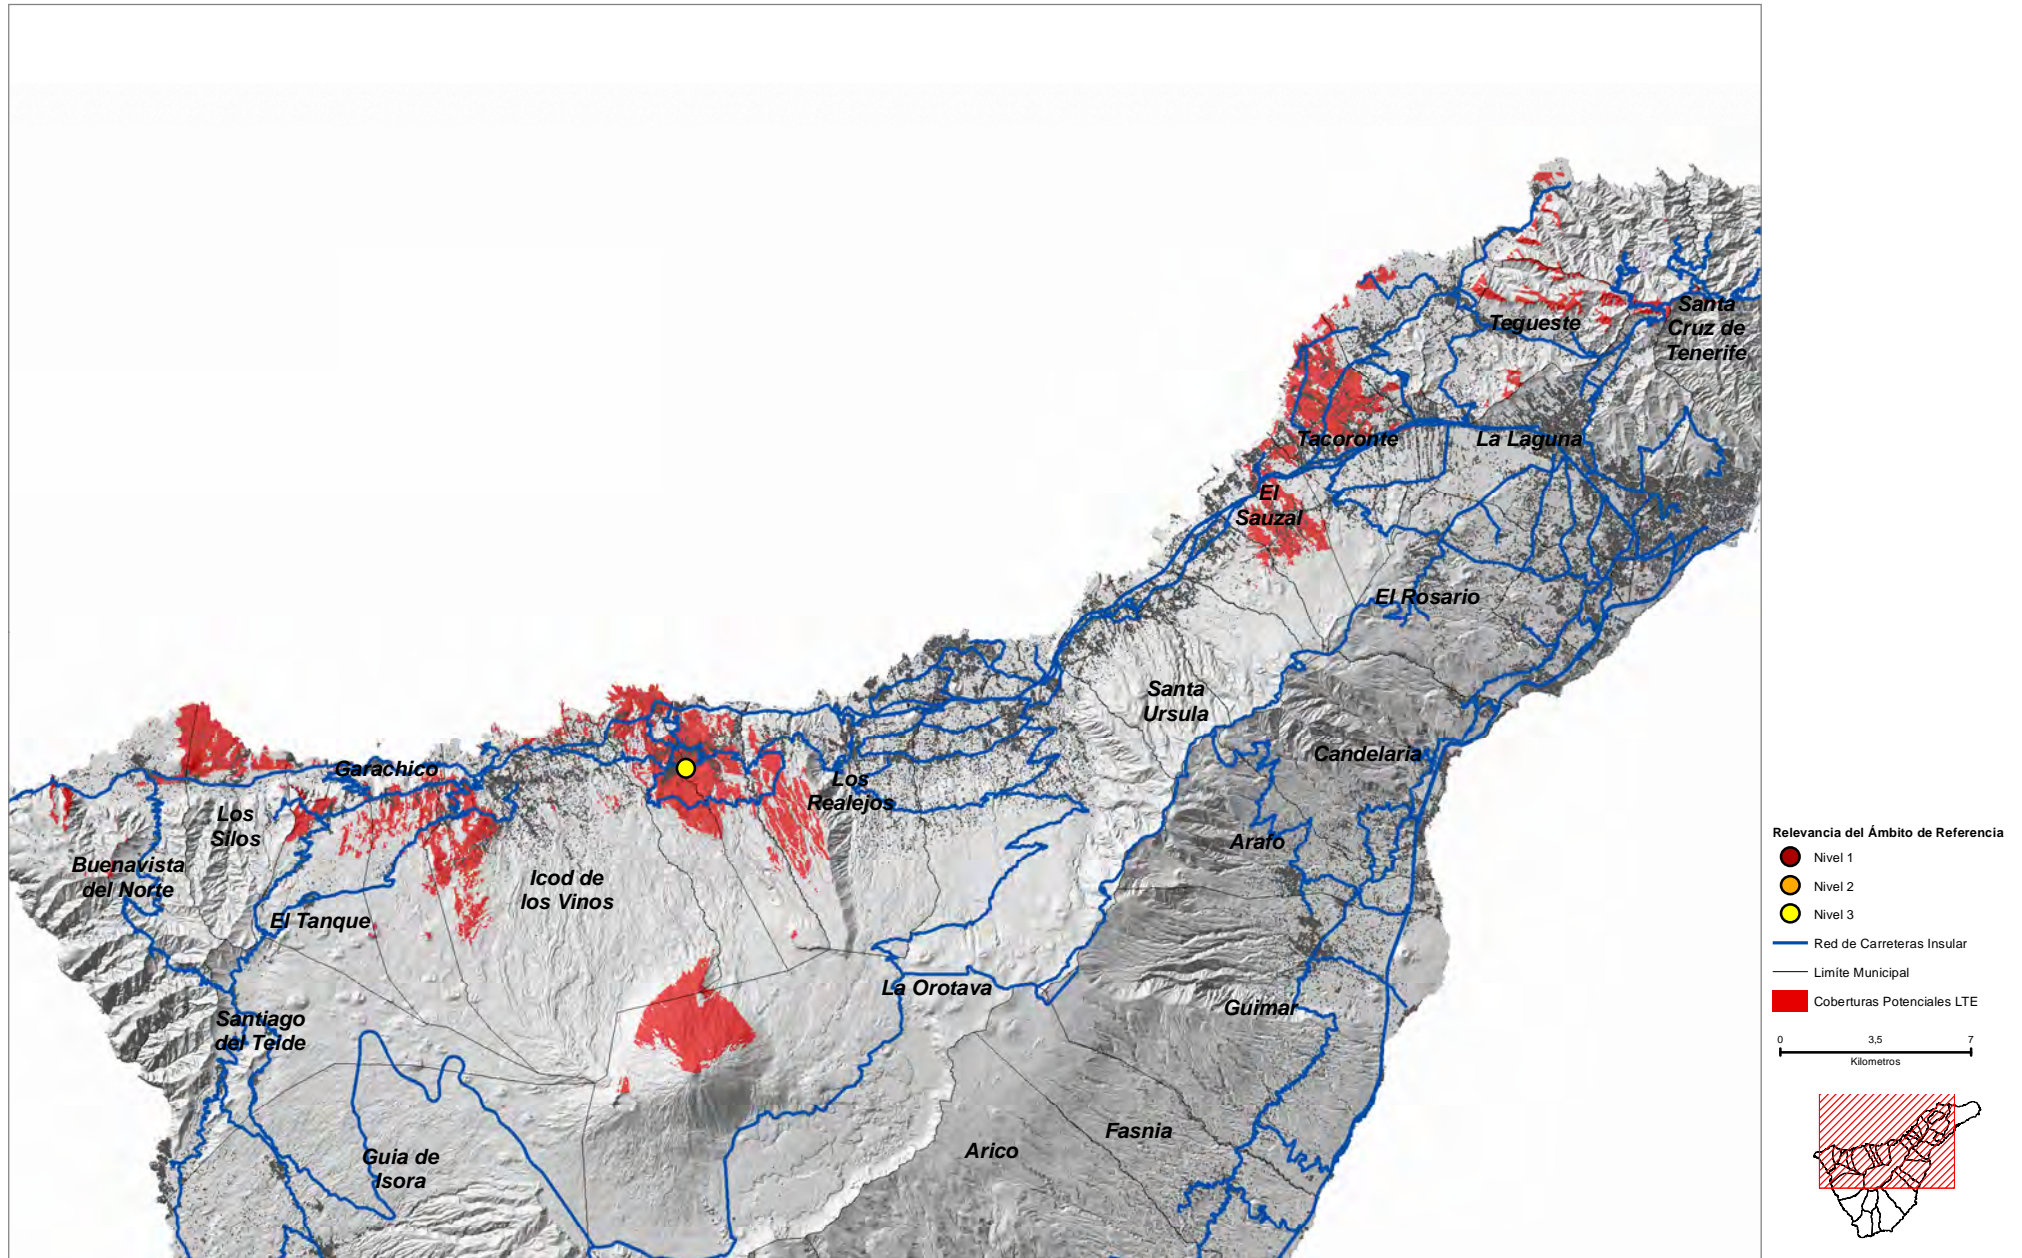 Santa
Cruz de
Tenerife
Tegueste
Tacoronte
La Laguna
El
Sauzal
El Rosario
Santa
Ursula
Candelaria
Garachico
Los
Realejos
Los
Silos
Arafo
Buenavista
del Norte
Icod de
los Vinos
El Tanque
La Orotava
Guimar
Santiago
del Teide
Fasnia
Arico
Guia de
Isora
Relevancia del Ámbito de Referencia
Nivel 1
Nivel 2
Nivel 3
Red de Carreteras Insular
Limíte Municipal
Coberturas Potenciales LTE
0 3,5 7
Kilometros